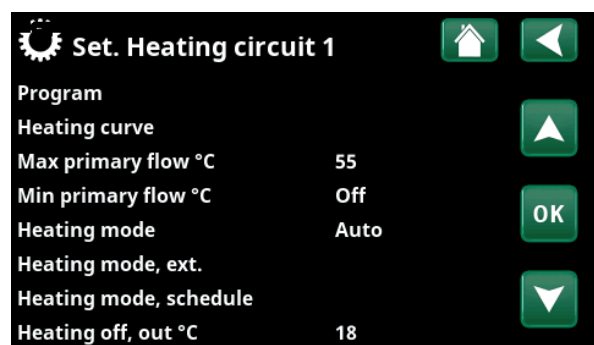 Set. Heating circuit 1
Program
Heating curve
Max primary flow °C 55
Min primary flow °C Off
Heating mode Auto
OK
Heating mode, ext.
Heating mode, schedule
Heating off, out °C 18